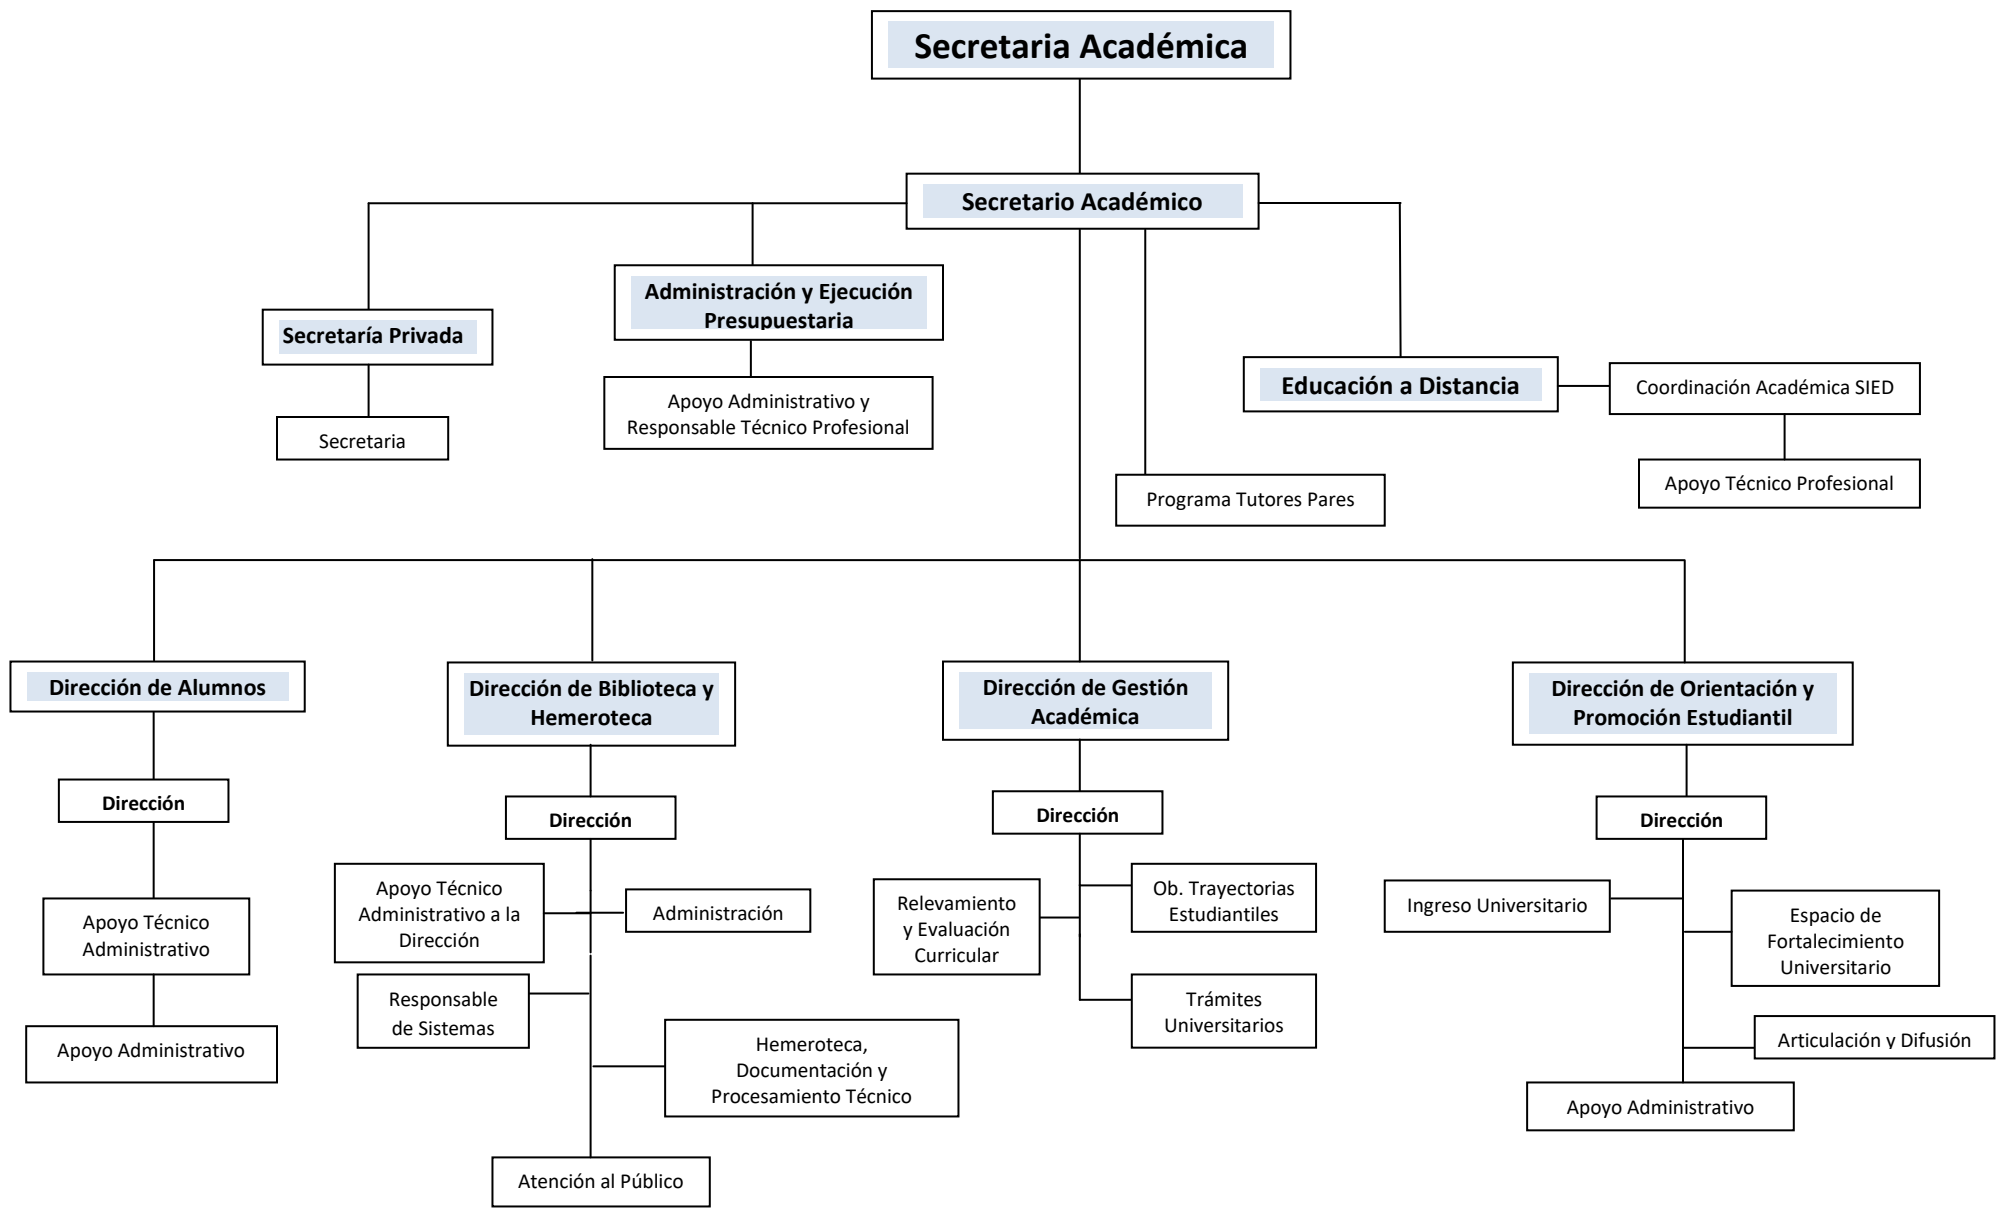 Secretaria Académica
Secretario Académico
Administración y Ejecución
Presupuestaria
Secretaría Privada
Educación a Distancia
Coordinación Académica SIED
Apoyo Administrativo y
Responsable Técnico Profesional
Secretaria
Apoyo Técnico Profesional
Programa Tutores Pares
Dirección de Alumnos
Dirección de Biblioteca y
Hemeroteca
Dirección de Gestión
Académica
Dirección de Orientación y
Promoción Estudiantil
Dirección
Dirección
Dirección
Dirección
Apoyo Técnico
Administrativo
Apoyo Administrativo
Apoyo Técnico
Administrativo a la
Dirección
Administración
Responsable
de Sistemas
Hemeroteca,
Documentación y
Procesamiento Técnico
Atención al Público
Relevamiento
y Evaluación
Curricular
Ob. Trayectorias
Estudiantiles
Trámites
Universitarios
Ingreso Universitario
Espacio de
Fortalecimiento
Universitario
Articulación y Difusión
Apoyo Administrativo